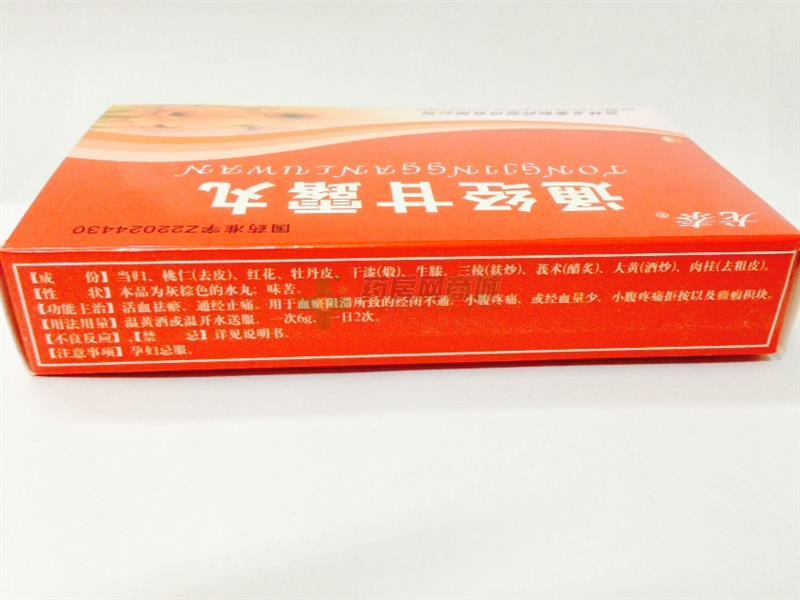 龙泰®
通经甘露丸
TONGJINGGANLUWAN
国药准字Z22024430
【成　份】当归、桃仁(去皮)、红花、牡丹皮、干漆(煅)、牛膝、三棱(麸炒)、莪术(醋炙)、大黄(酒炒)、肉桂(去粗皮)。
【性　状】本品为灰棕色的水丸；味苦。
【功能主治】活血祛瘀，通经止痛。用于血瘀阻滞所致的经闭不通，小腹疼痛，或经血量少，小腹疼痛拒按以及癥瘕积块。
【用法用量】温黄酒或温开水送服。一次6g，一日2次。
【不良反应】、【禁　忌】详见说明书。
【注意事项】孕妇忌服。
药房网商城